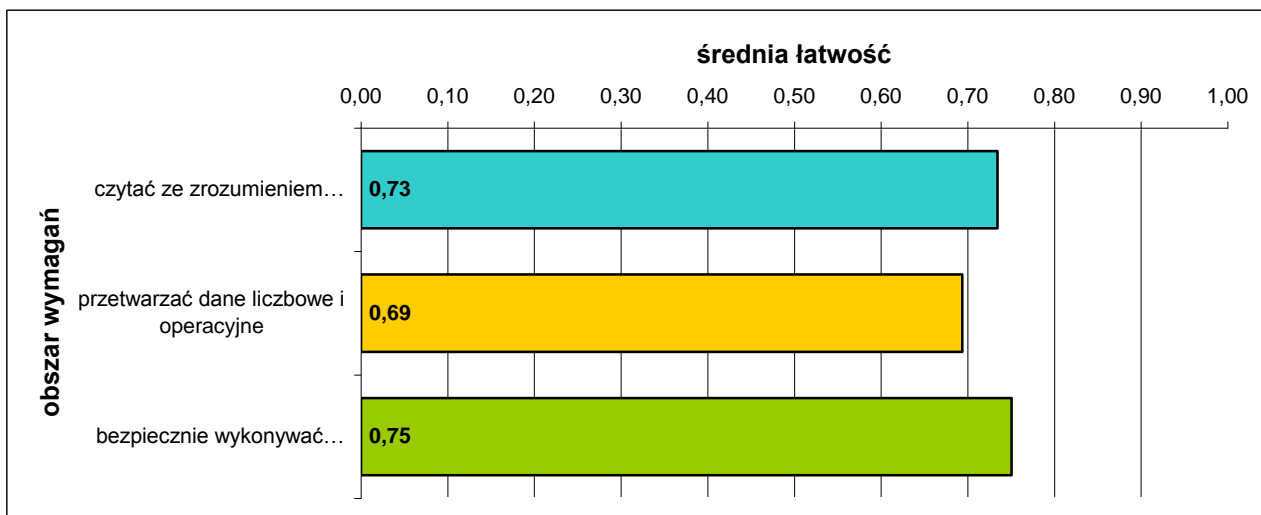 średnia łatwość
0,00 0,10 0,20 0,30 0,40 0,50 0,60 0,70 0,80 0,90 1,00
obszar wymagań
czytać ze zrozumieniem…
0,73
przetwarzać dane liczbowe i
operacyjne
0,69
bezpiecznie wykonywać…
0,75